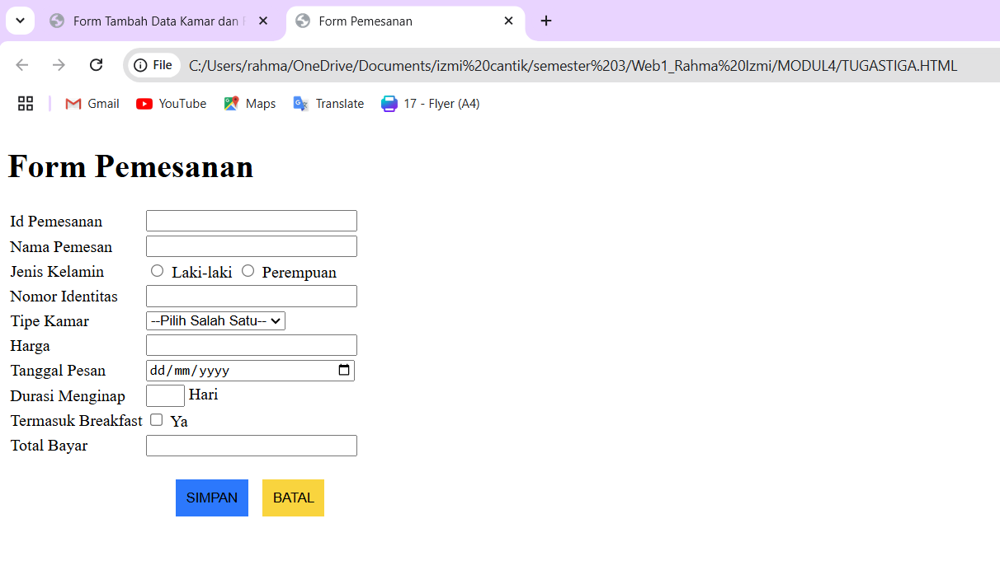 Form Tambah Data Kamar dan
Form Pemesanan
File
C:/Users/rahma/OneDrive/Documents/izmi%20cantik/semester%203/Web1_Rahma%20Izmi/MODUL4/TUGASTIGA.HTML
Gmail
YouTube
Maps
Translate
17 - Flyer (A4)
Form Pemesanan
Id Pemesanan
Nama Pemesan
Jenis Kelamin Laki-laki Perempuan
Nomor Identitas
Tipe Kamar --Pilih Salah Satu--
Harga
Tanggal Pesan dd/mm/yyyy
Durasi Menginap Hari
Termasuk Breakfast Ya
Total Bayar
SIMPAN BATAL